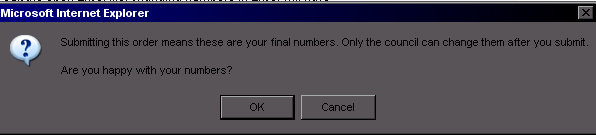 Microsoft Internet Explorer
Submitting this order means these are your final numbers. Only the council can change them after you submit.
Are you happy with your numbers?
OK
Cancel